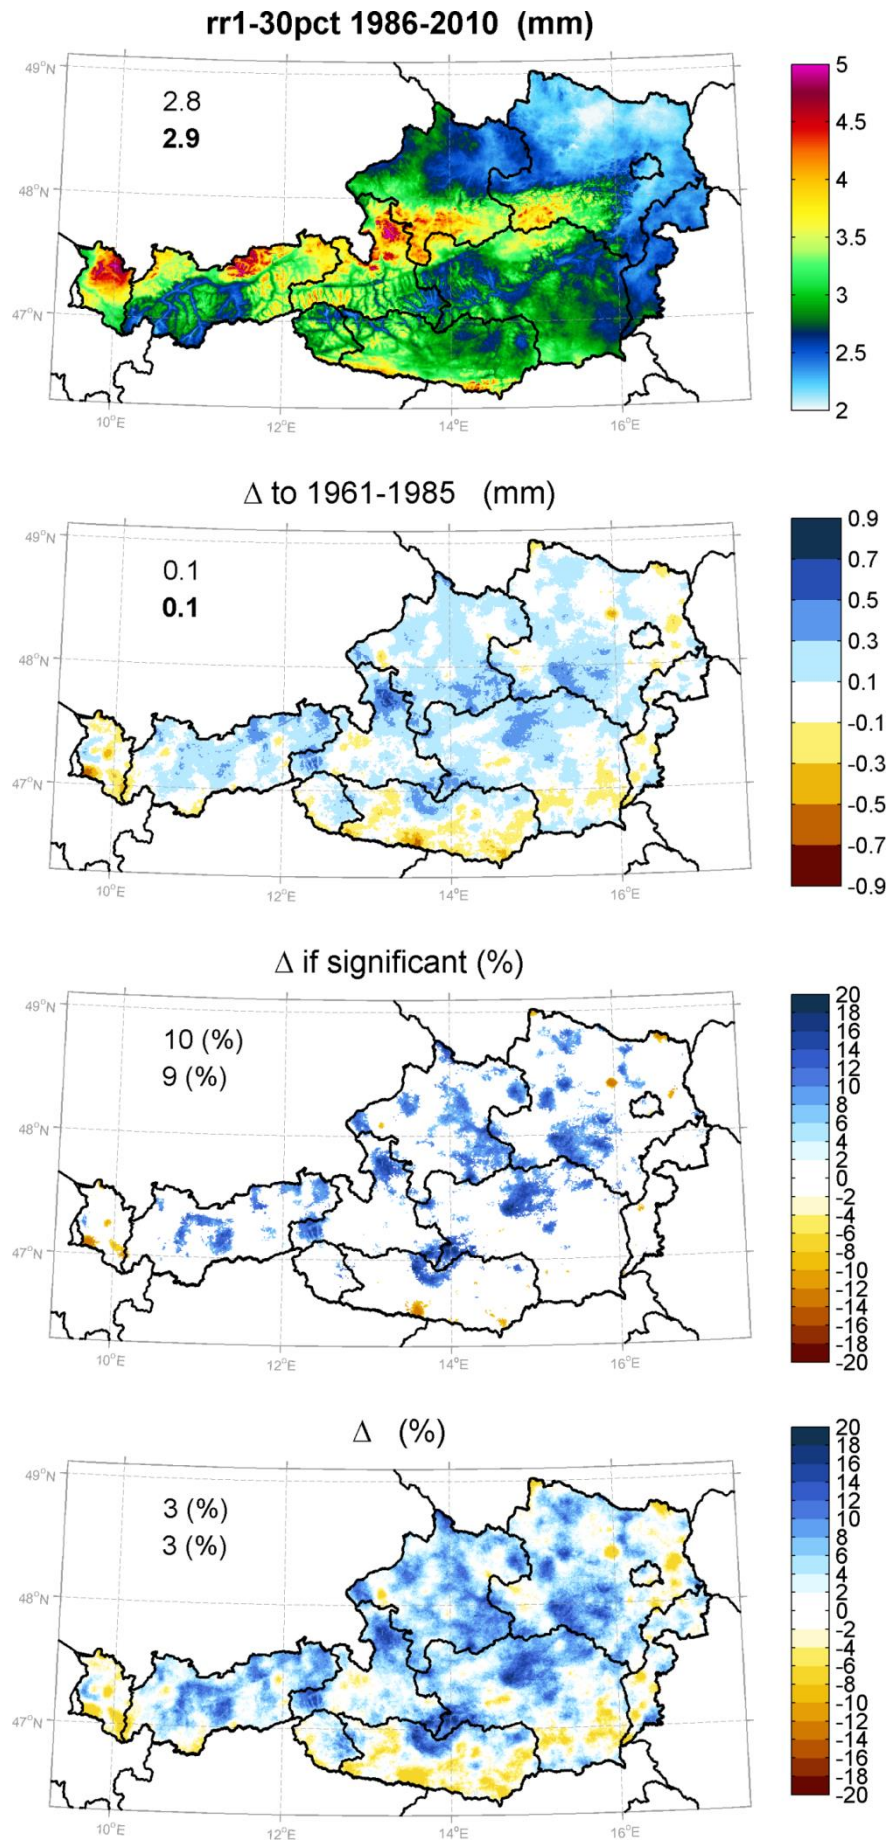 rr1-30pct 1986-2010 (mm)
49°N
48°N
47°N
2.8
2.9
10°E
12°E
14°E
16°E
5
4.5
4
3.5
3
2.5
2
Δ to 1961-1985 (mm)
49°N
48°N
47°N
0.1
0.1
10°E
12°E
14°E
16°E
0.9
0.7
0.5
0.3
0.1
-0.1
-0.3
-0.5
-0.7
-0.9
Δ if significant (%)
49°N
48°N
47°N
10 (%)
9 (%)
10°E
12°E
14°E
16°E
20
18
16
14
12
10
8
6
4
2
0
-2
-4
-6
-8
-10
-12
-14
-16
-18
-20
Δ (%)
49°N
48°N
47°N
3 (%)
3 (%)
10°E
12°E
14°E
16°E
20
18
16
14
12
10
8
6
4
2
0
-2
-4
-6
-8
-10
-12
-14
-16
-18
-20